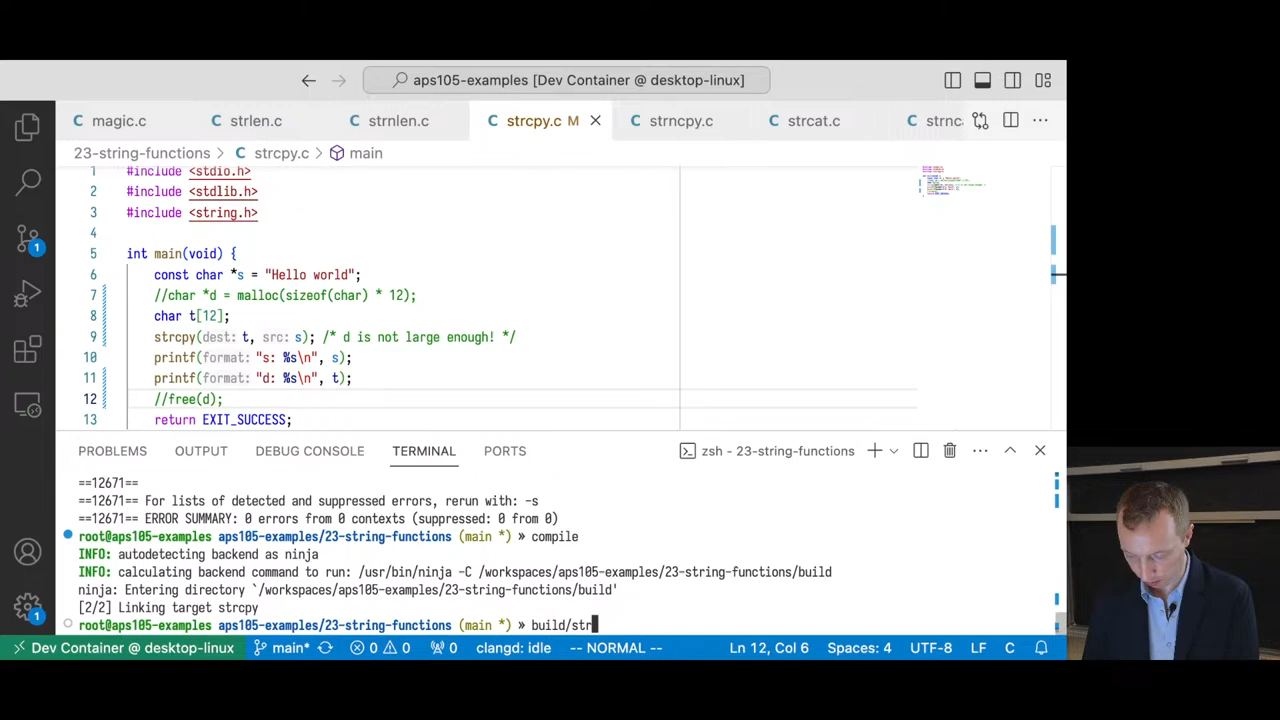 aps105-examples [Dev Container @ desktop-linux]
magic.c strlen.c strnlen.c strcpy.c M strncpy.c strcat.c strnc
23-string-functions > strcpy.c > main
1 #include <stdio.h>
2 #include <stdlib.h>
3 #include <string.h>
4
5 int main(void) {
6 const char *s = "Hello world";
7 //char *d = malloc(sizeof(char) * 12);
8 char t[12];
9 strcpy(dest: t, src: s); /* d is not large enough! */
10 printf(format: "s: %s\n", s);
11 printf(format: "d: %s\n", t);
12 //free(d);
13 return EXIT_SUCCESS;
PROBLEMS OUTPUT DEBUG CONSOLE TERMINAL PORTS zsh - 23-string-functions
==12671==
==12671== For lists of detected and suppressed errors, rerun with: -s
==12671== ERROR SUMMARY: 0 errors from 0 contexts (suppressed: 0 from 0)
root@aps105-examples aps105-examples/23-string-functions (main *) » compile
INFO: autodetecting backend as ninja
INFO: calculating backend command to run: /usr/bin/ninja -C /workspaces/aps105-examples/23-string-functions/build
ninja: Entering directory `/workspaces/aps105-examples/23-string-functions/build'
[2/2] Linking target strcpy
root@aps105-examples aps105-examples/23-string-functions (main *) » build/str
1 Dev Container @ desktop-linux main* 0 0 0 clangd: idle -- NORMAL -- Ln 12, Col 6 Spaces: 4 UTF-8 LF C